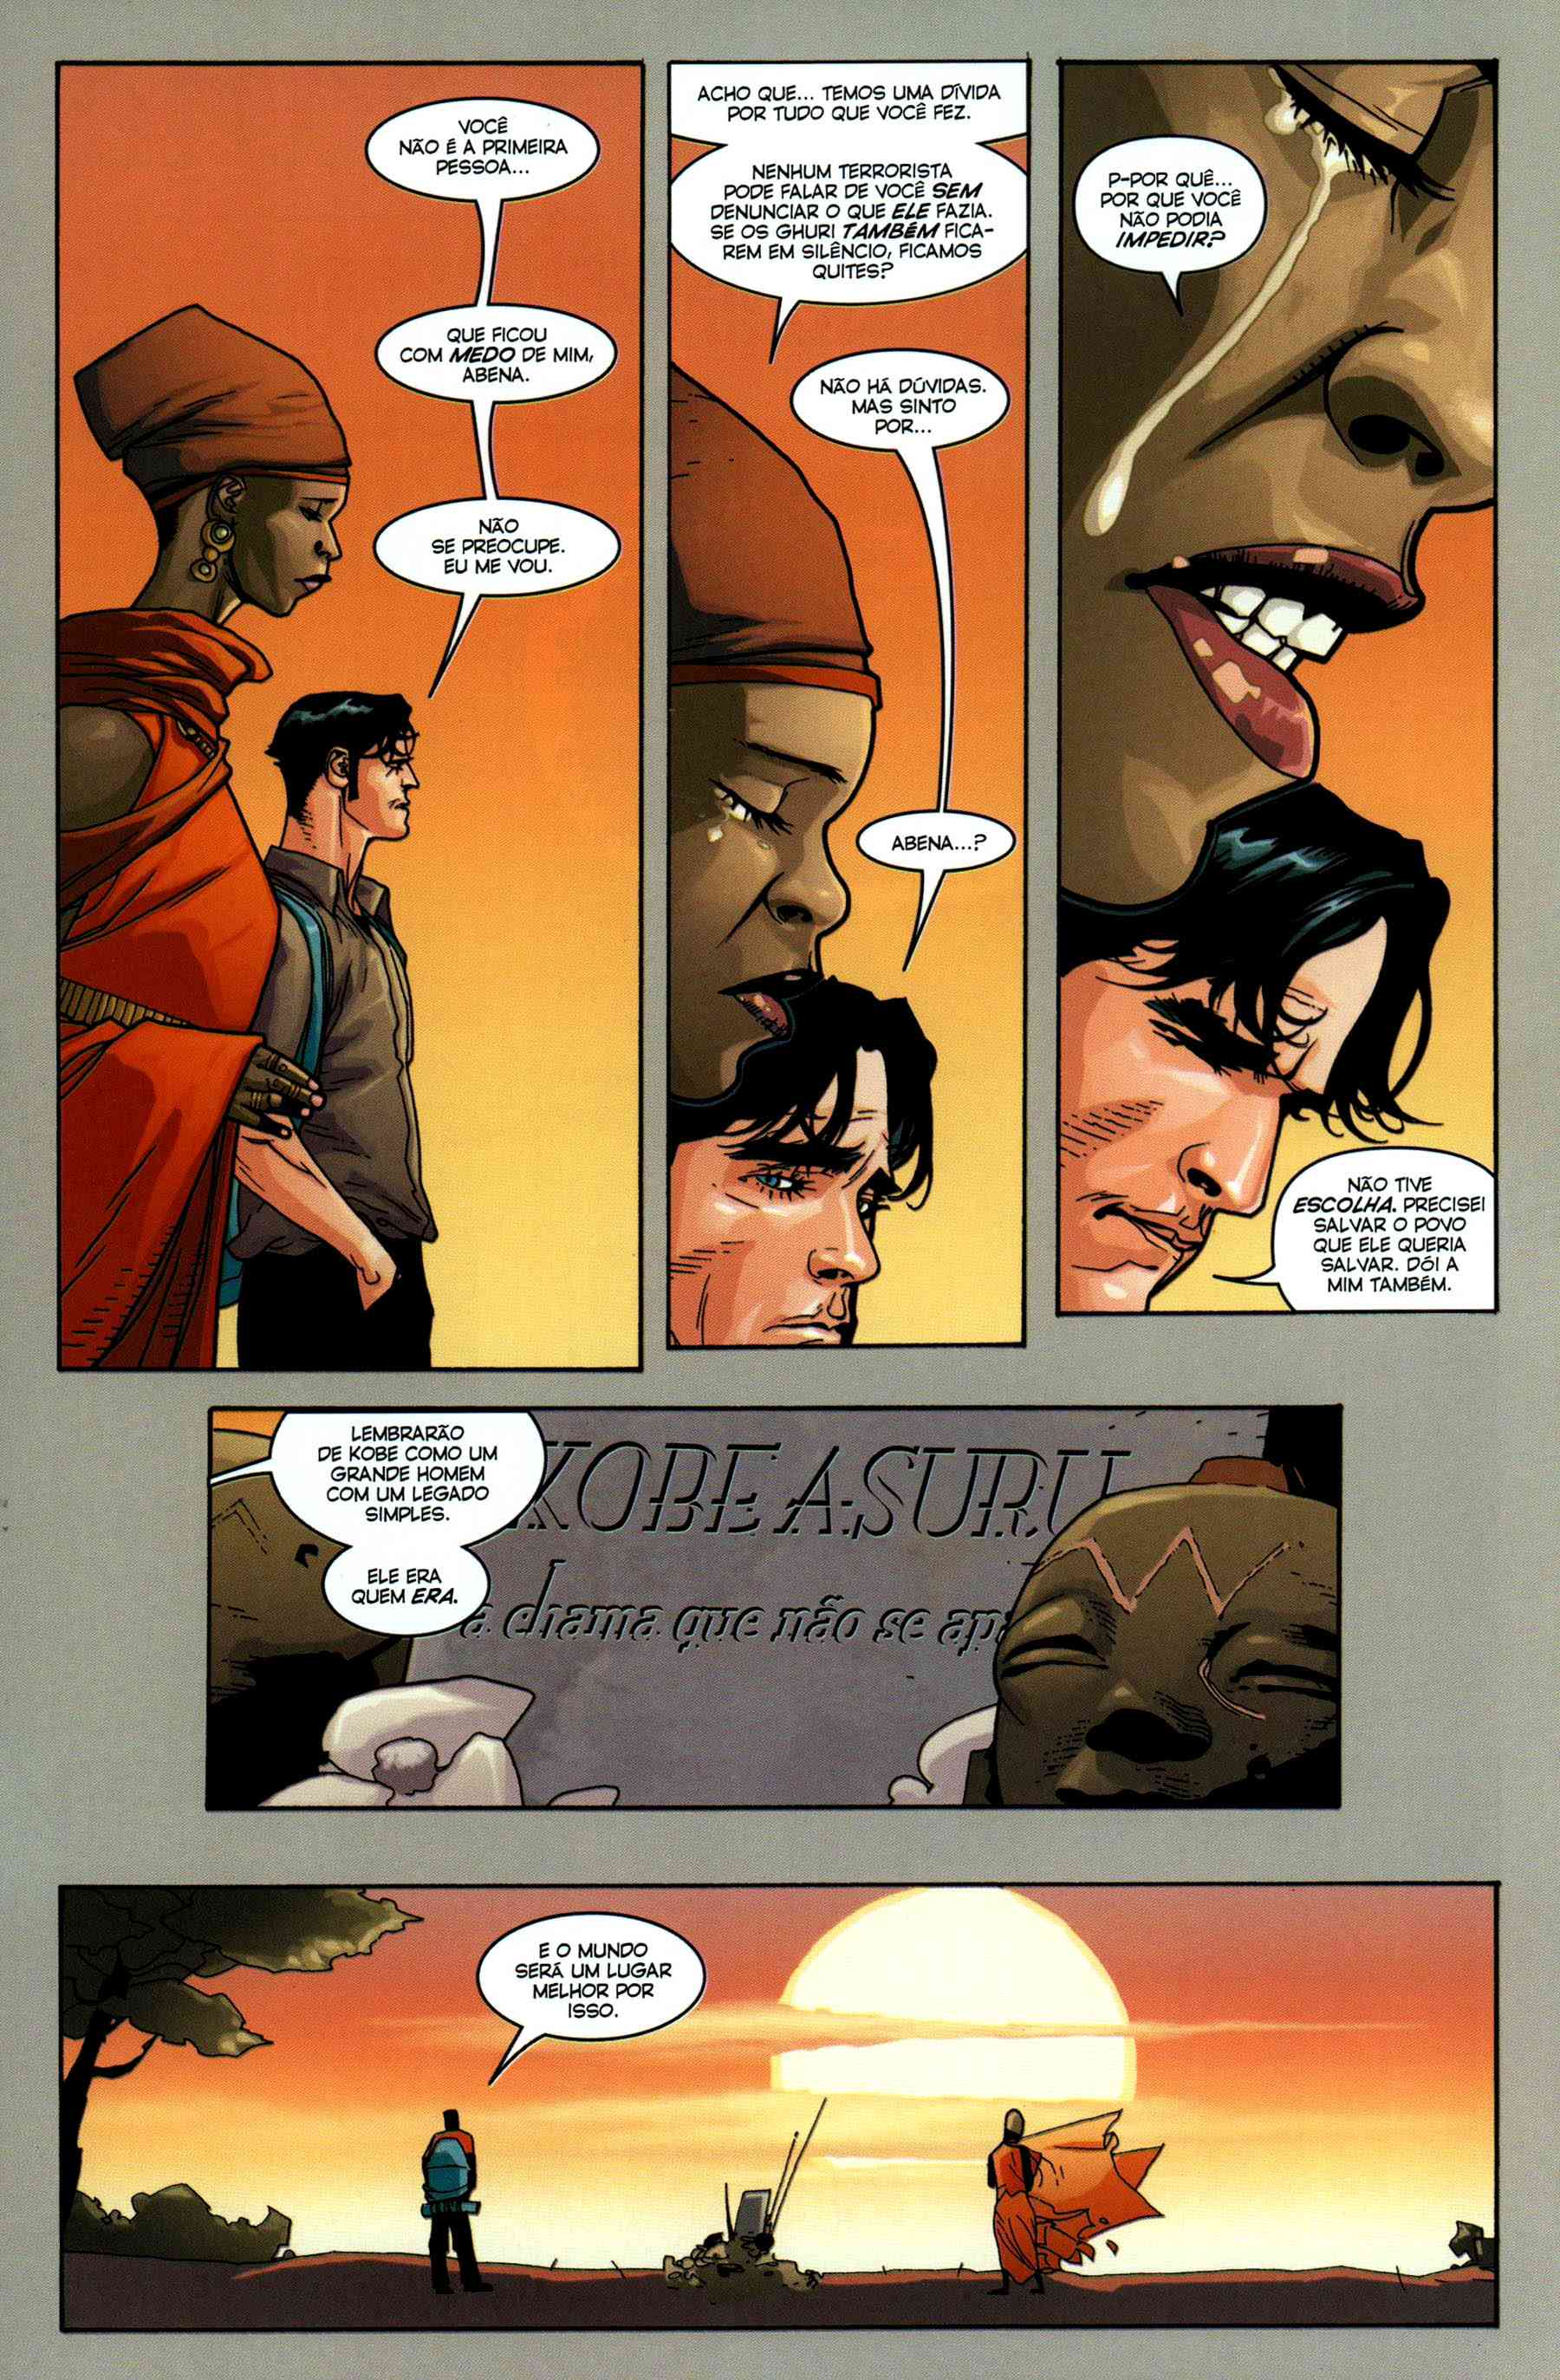 VOCÊ
NÃO É A PRIMEIRA
PESSOA...
QUE FICOU
COM MEDO DE MIM,
ABENA.
NÃO
SE PREOCUPE.
EU ME VOU.
ACHO QUE... TEMOS UMA DÍVIDA
POR TUDO QUE VOCÊ FEZ.
NENHUM TERRORISTA
PODE FALAR DE VOCÊ SEM
DENUNCIAR O QUE ELE FAZIA.
SE OS GHURI TAMBÉM FICA-
REM EM SILÊNCIO, FICAMOS
QUITES?
NÃO HÁ DÚVIDAS.
MAS SINTO
POR...
ABENA...?
P-POR QUÊ...
POR QUE VOCÊ
NÃO PODIA
IMPEDIR?
NÃO TIVE
ESCOLHA. PRECISEI
SALVAR O POVO
QUE ELE QUERIA
SALVAR. DÓI A
MIM TAMBÉM.
LEMBRARÃO
DE KOBE COMO UM
GRANDE HOMEM
COM UM LEGADO
SIMPLES.
ELE ERA
QUEM ERA.
KOBE ASURU
a chama que não se apa
E O MUNDO
SERÁ UM LUGAR
MELHOR POR
ISSO.